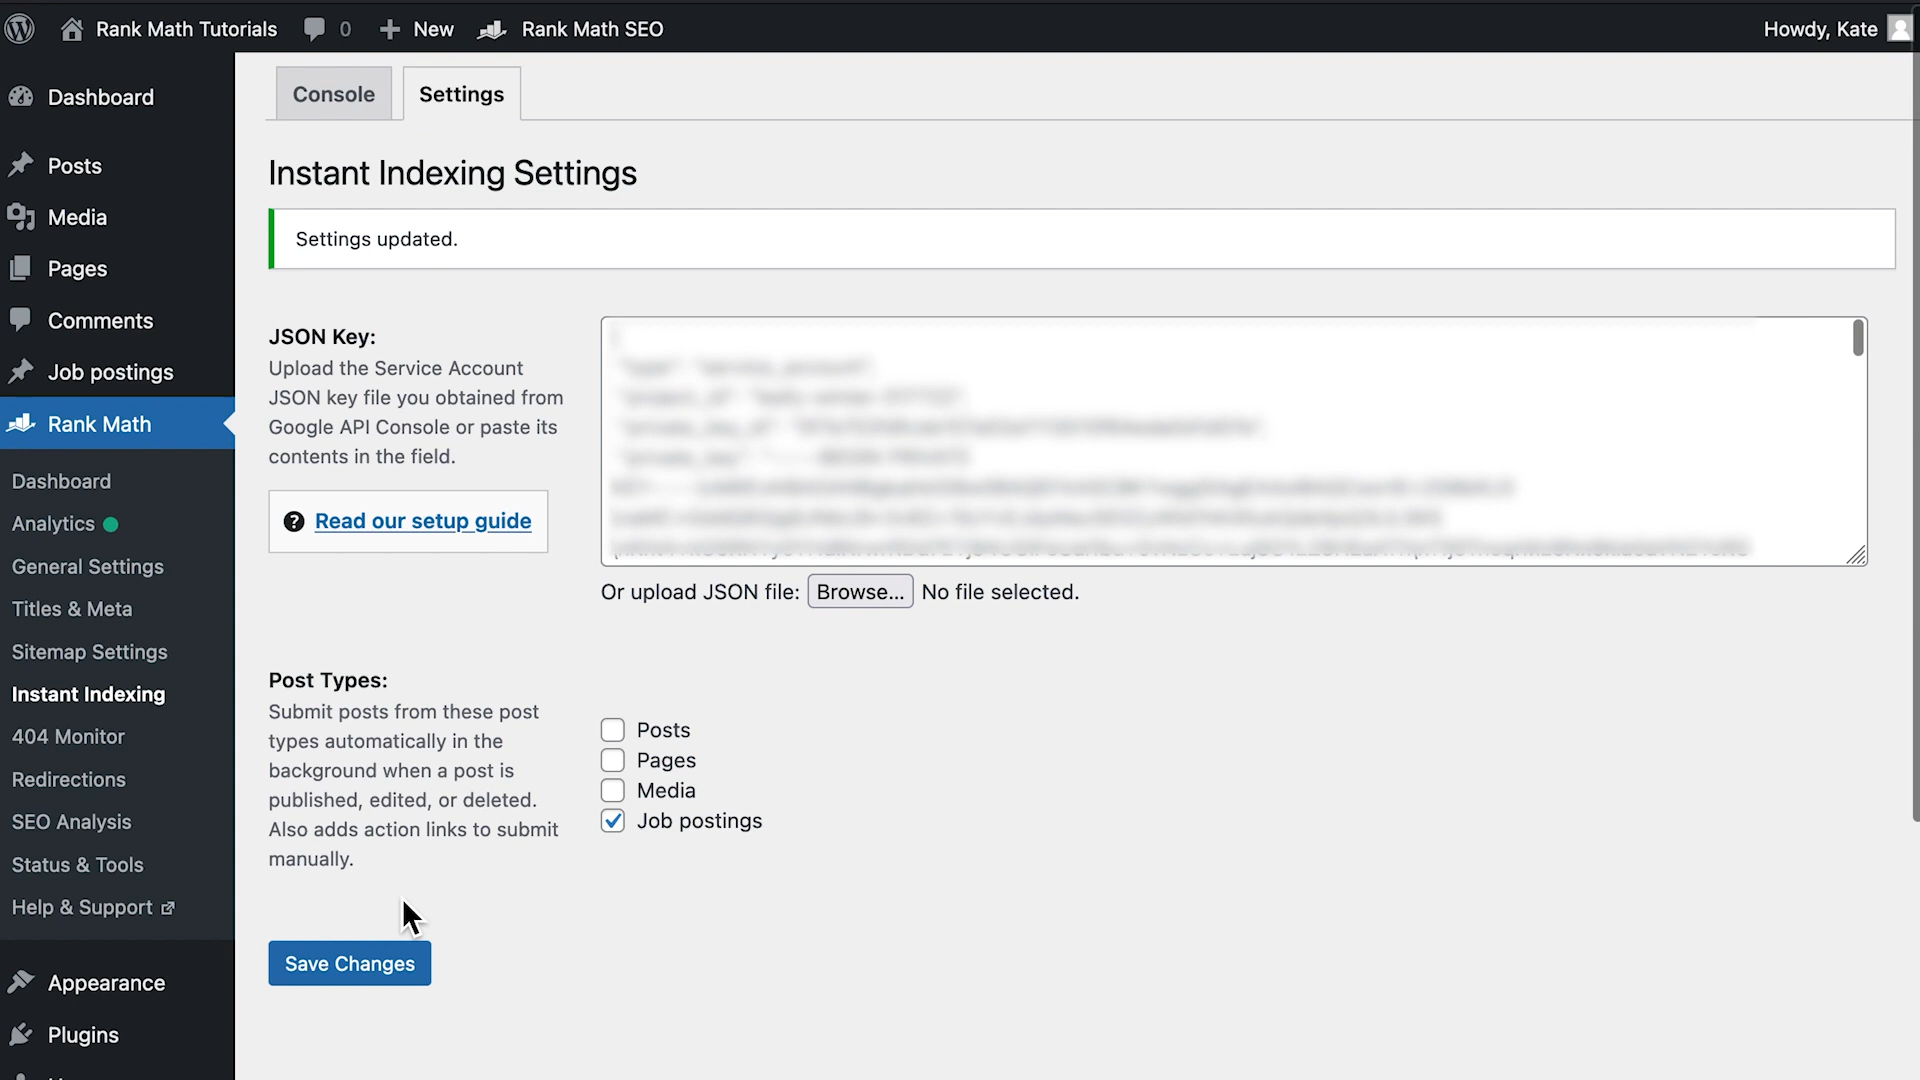 Rank Math Tutorials
0
New
Rank Math SEO
Howdy, Kate
Dashboard
Posts
Media
Pages
Comments
Job postings
Rank Math
Dashboard
Analytics
General Settings
Titles & Meta
Sitemap Settings
Instant Indexing
404 Monitor
Redirections
SEO Analysis
Status & Tools
Help & Support
Appearance
Plugins
Console
Settings
Instant Indexing Settings
Settings updated.
JSON Key:
Upload the Service Account
JSON key file you obtained from
Google API Console or paste its
contents in the field.
Read our setup guide
Or upload JSON file: Browse... No file selected.
Post Types:
Submit posts from these post
types automatically in the
background when a post is
published, edited, or deleted.
Also adds action links to submit
manually.
Posts
Pages
Media
Job postings
Save Changes